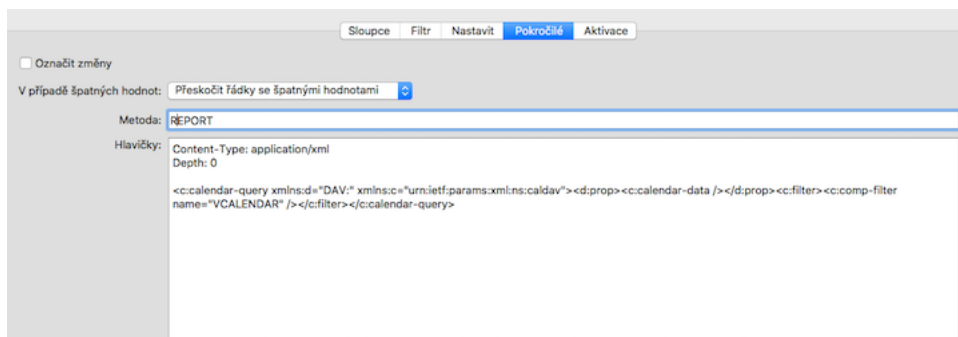 Sloupce Filtr Nastavit Pokročilé Aktivace
Označit změny
V případě špatných hodnot: Přeskočit řádky se špatnými hodnotami
Metoda: REPORT
Hlavičky: Content-Type: application/xml
Depth: 0
<c:calendar-query xmlns:d="DAV:" xmlns:c="urn:ietf:params:xml:ns:caldav"><d:prop><c:calendar-data /></d:prop><c:filter><c:comp-filter
name="VCALENDAR" /></c:filter></c:calendar-query>